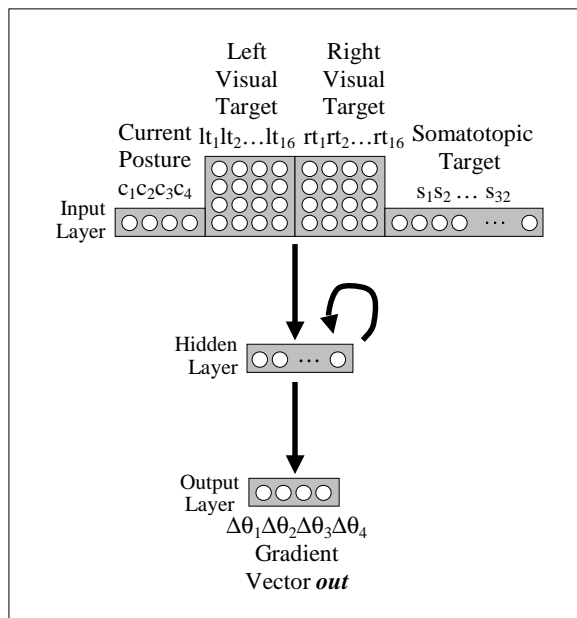 Left
Visual
Target
Right
Visual
Target
Current
Posture
lt₁lt₂…lt₁₆
rt₁rt₂…rt₁₆
Somatotopic
Target
c₁c₂c₃c₄
s₁s₂ … s₃₂
Input
Layer
…
Hidden
Layer
…
Output
Layer
Δθ₁Δθ₂Δθ₃Δθ₄
Gradient
Vector out